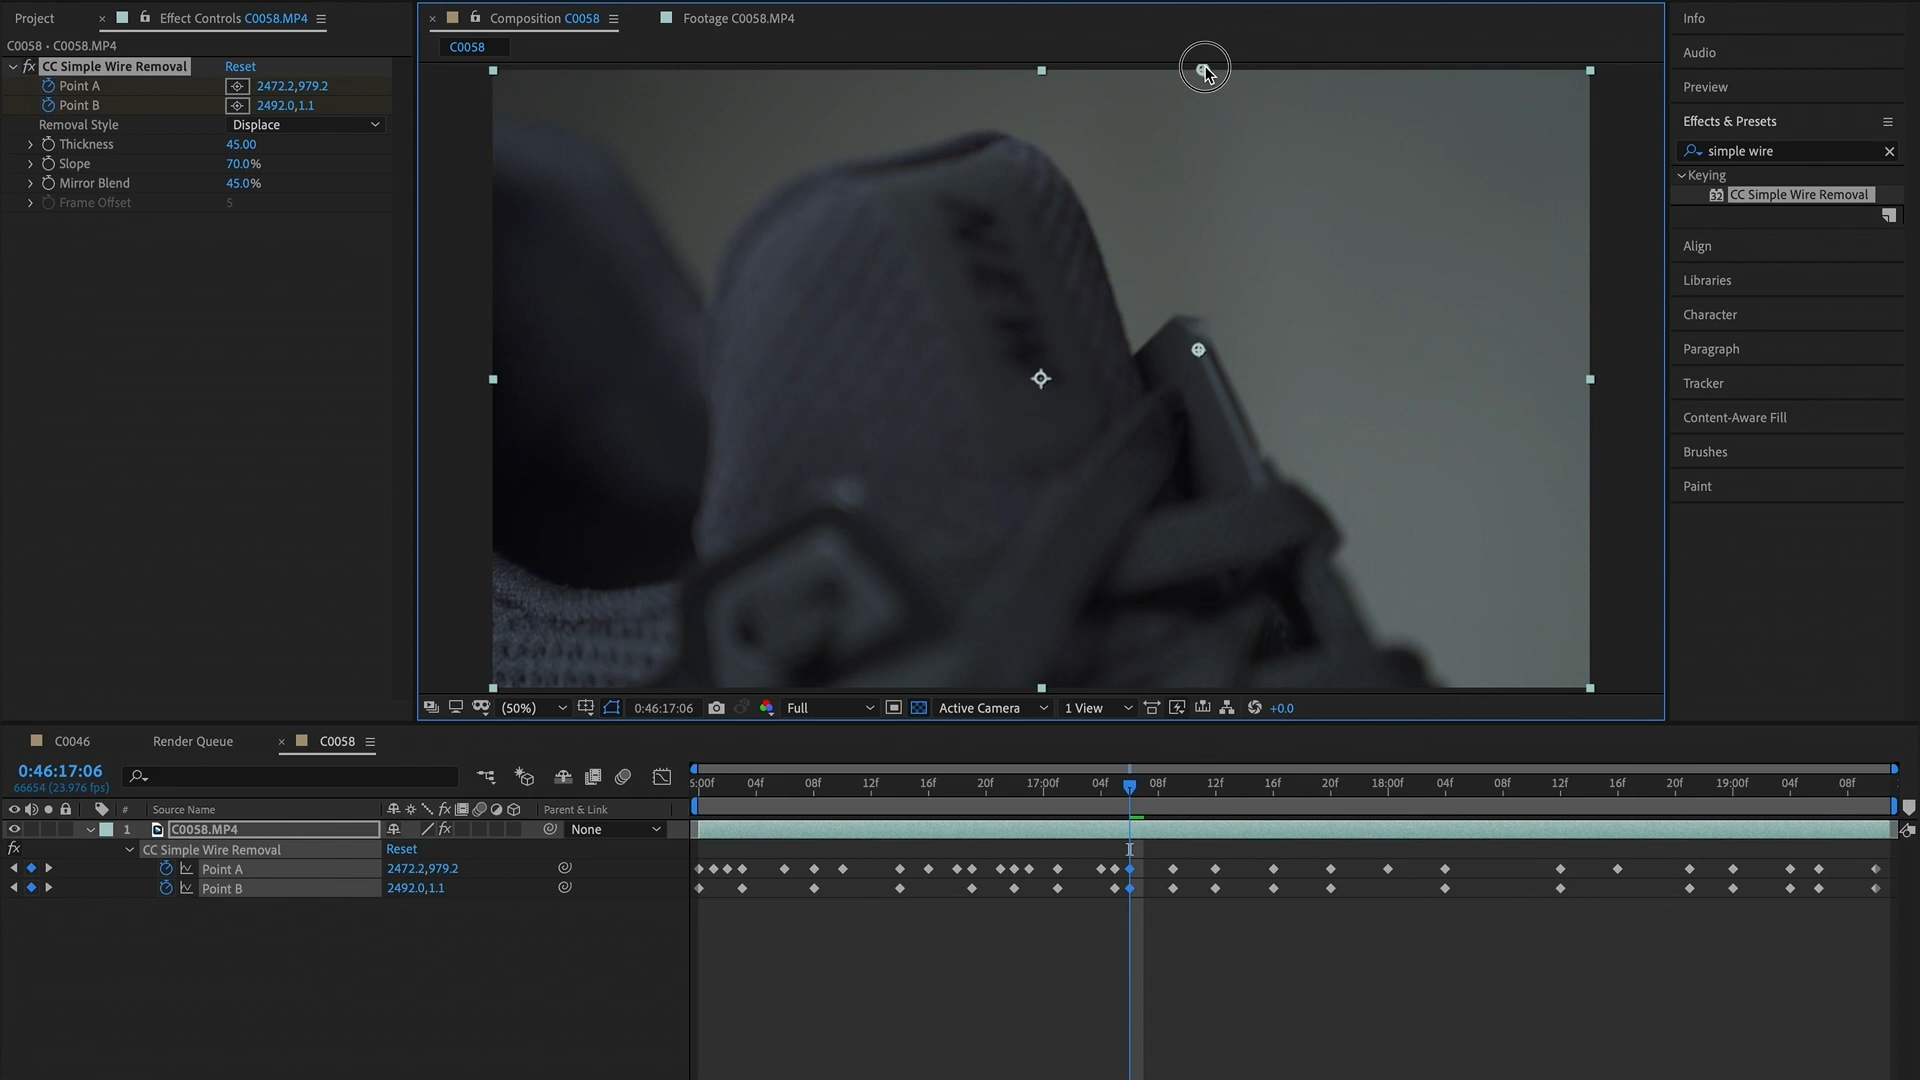 Project
× Effect Controls C0058.MP4
C0058 • C0058.MP4
fx CC Simple Wire Removal Reset
Point A 2472.2,979.2
Point B 2492.0,1.1
Removal Style Displace
Thickness 45.00
Slope 70.0%
Mirror Blend 45.0%
Frame Offset 5
× Composition C0058
Footage C0058.MP4
C0058
(50%) 0:46:17:06 Full Active Camera 1 View +0.0
Info
Audio
Preview
Effects & Presets
simple wire
Keying
32 CC Simple Wire Removal
Align
Libraries
Character
Paragraph
Tracker
Content-Aware Fill
Brushes
Paint
C0046 Render Queue × C0058
0:46:17:06
66654 (23.976 fps)
# Source Name fx Parent & Link
1 C0058.MP4 fx None
fx CC Simple Wire Removal Reset
Point A 2472.2,979.2
Point B 2492.0,1.1
5:00f 04f 08f 12f 16f 20f 17:00f 04f 08f 12f 16f 20f 18:00f 04f 08f 12f 16f 20f 19:00f 04f 08f